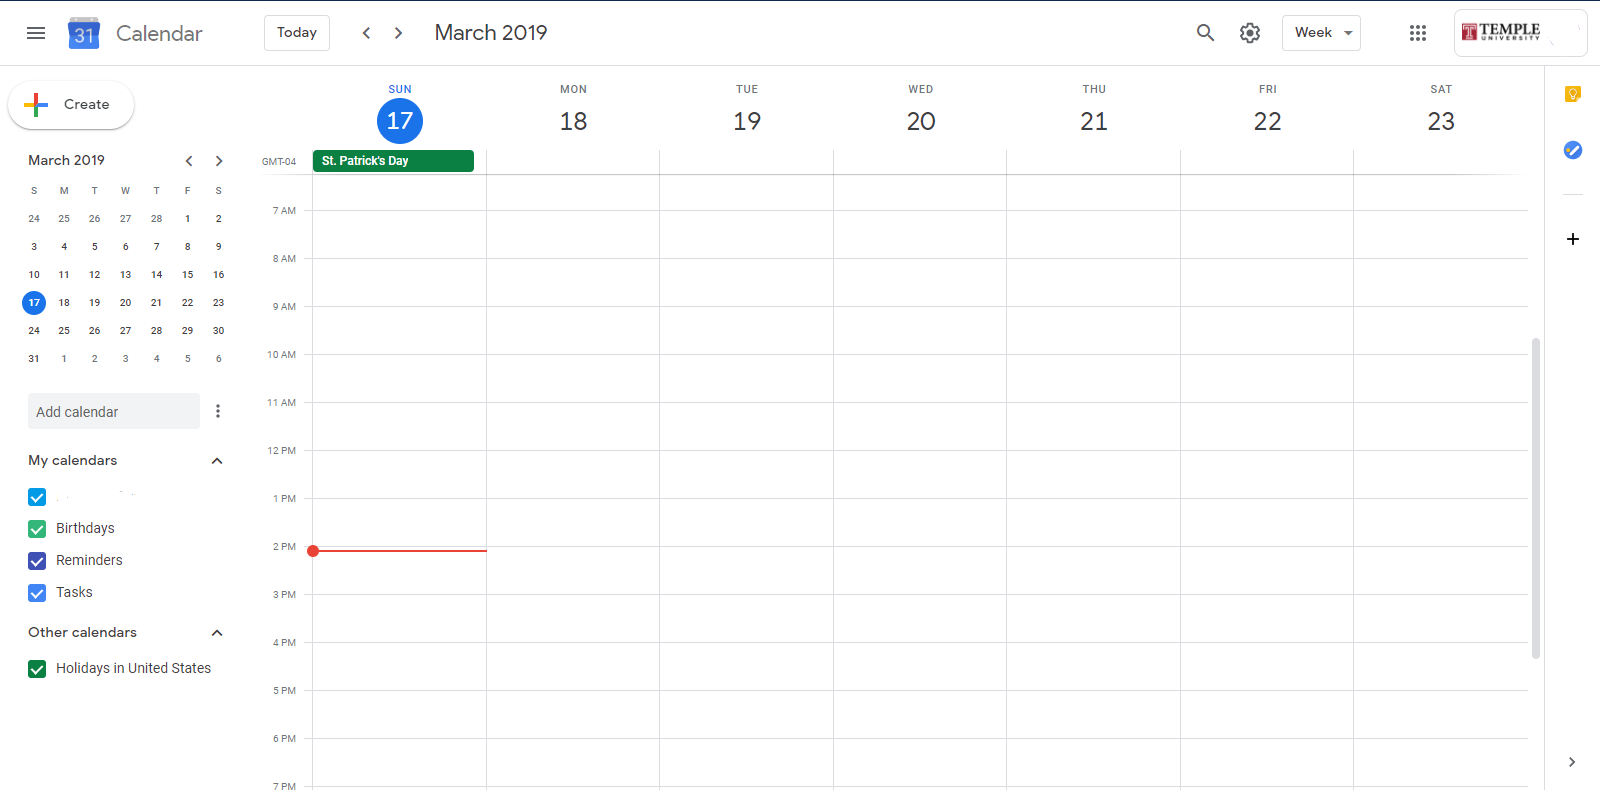 31 Calendar Today March 2019 Week TEMPLE
UNIVERSITY
Create
SUN MON TUE WED THU FRI SAT
17 18 19 20 21 22 23
GMT-04 St. Patrick's Day
March 2019
S M T W T F S
24 25 26 27 28 1 2
3 4 5 6 7 8 9
10 11 12 13 14 15 16
17 18 19 20 21 22 23
24 25 26 27 28 29 30
31 1 2 3 4 5 6
Add calendar
My calendars
Birthdays
Reminders
Tasks
Other calendars
Holidays in United States
7 AM
8 AM
9 AM
10 AM
11 AM
12 PM
1 PM
2 PM
3 PM
4 PM
5 PM
6 PM
7 PM